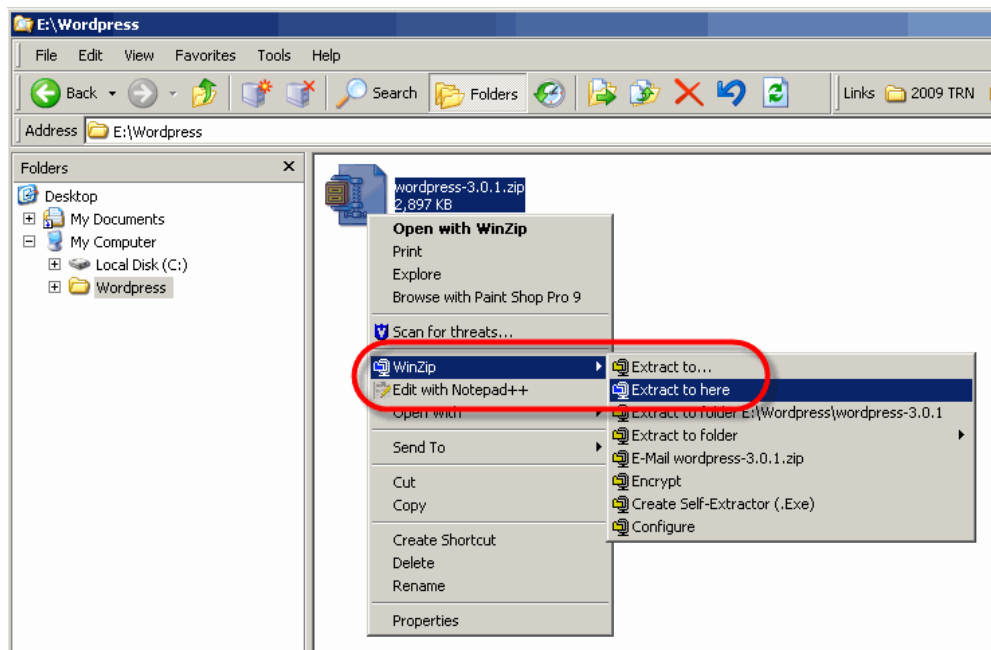 E:\Wordpress
File Edit View Favorites Tools Help
Back Search Folders Links 2009 TRN
Address E:\Wordpress
Folders
Desktop
My Documents
My Computer
Local Disk (C:)
Wordpress
wordpress-3.0.1.zip
2,897 KB
Open with WinZip
Print
Explore
Browse with Paint Shop Pro 9
Scan for threats...
WinZip
Edit with Notepad++
Open With
Send To
Cut
Copy
Create Shortcut
Delete
Rename
Properties
Extract to...
Extract to here
Extract to folder E:\Wordpress\wordpress-3.0.1
Extract to folder
E-Mail wordpress-3.0.1.zip
Encrypt
Create Self-Extractor (.Exe)
Configure